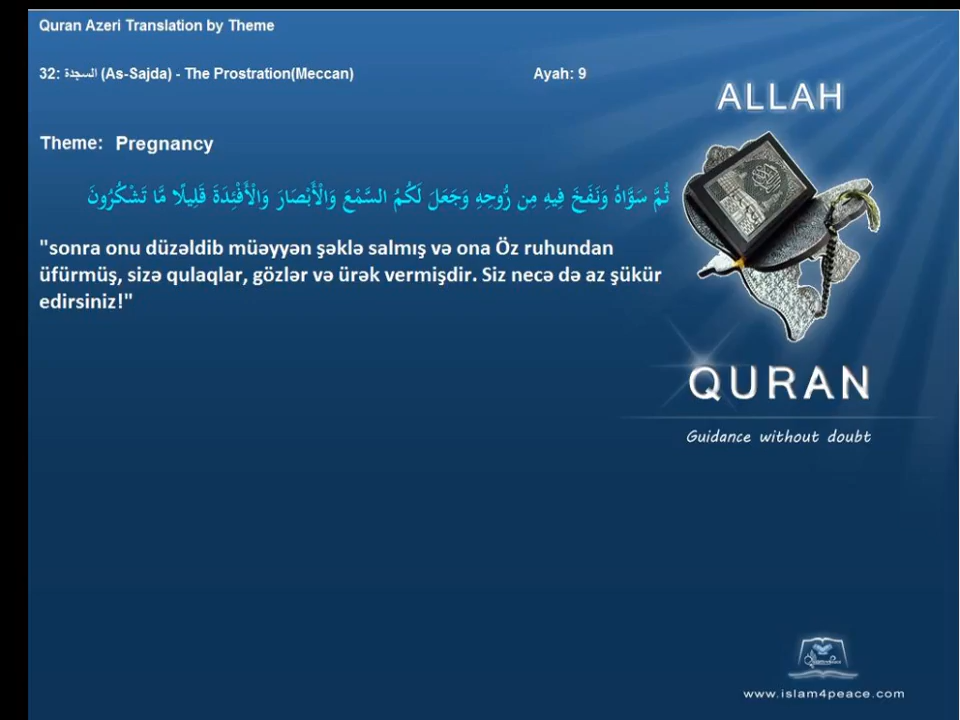 Quran Azeri Translation by Theme
32: السجدة (As-Sajda) - The Prostration(Meccan) Ayah: 9
ALLAH
Theme: Pregnancy
ثُمَّ سَوَّاهُ وَنَفَخَ فِيهِ مِن رُّوحِهِ وَجَعَلَ لَكُمُ السَّمْعَ وَالْأَبْصَارَ وَالْأَفْئِدَةَ قَلِيلًا مَّا تَشْكُرُونَ
"sonra onu düzəldib müəyyən şəklə salmış və ona Öz ruhundan
üfürmüş, sizə qulaqlar, gözlər və ürək vermişdir. Siz necə də az şükür
edirsiniz!"
QURAN
Guidance without doubt
www.islam4peace.com